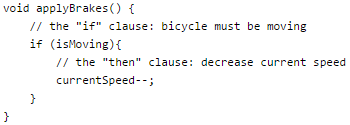 void applyBrakes() {
    // the "if" clause: bicycle must be moving
    if (isMoving){
        // the "then" clause: decrease current speed
        currentSpeed--;
    }
}